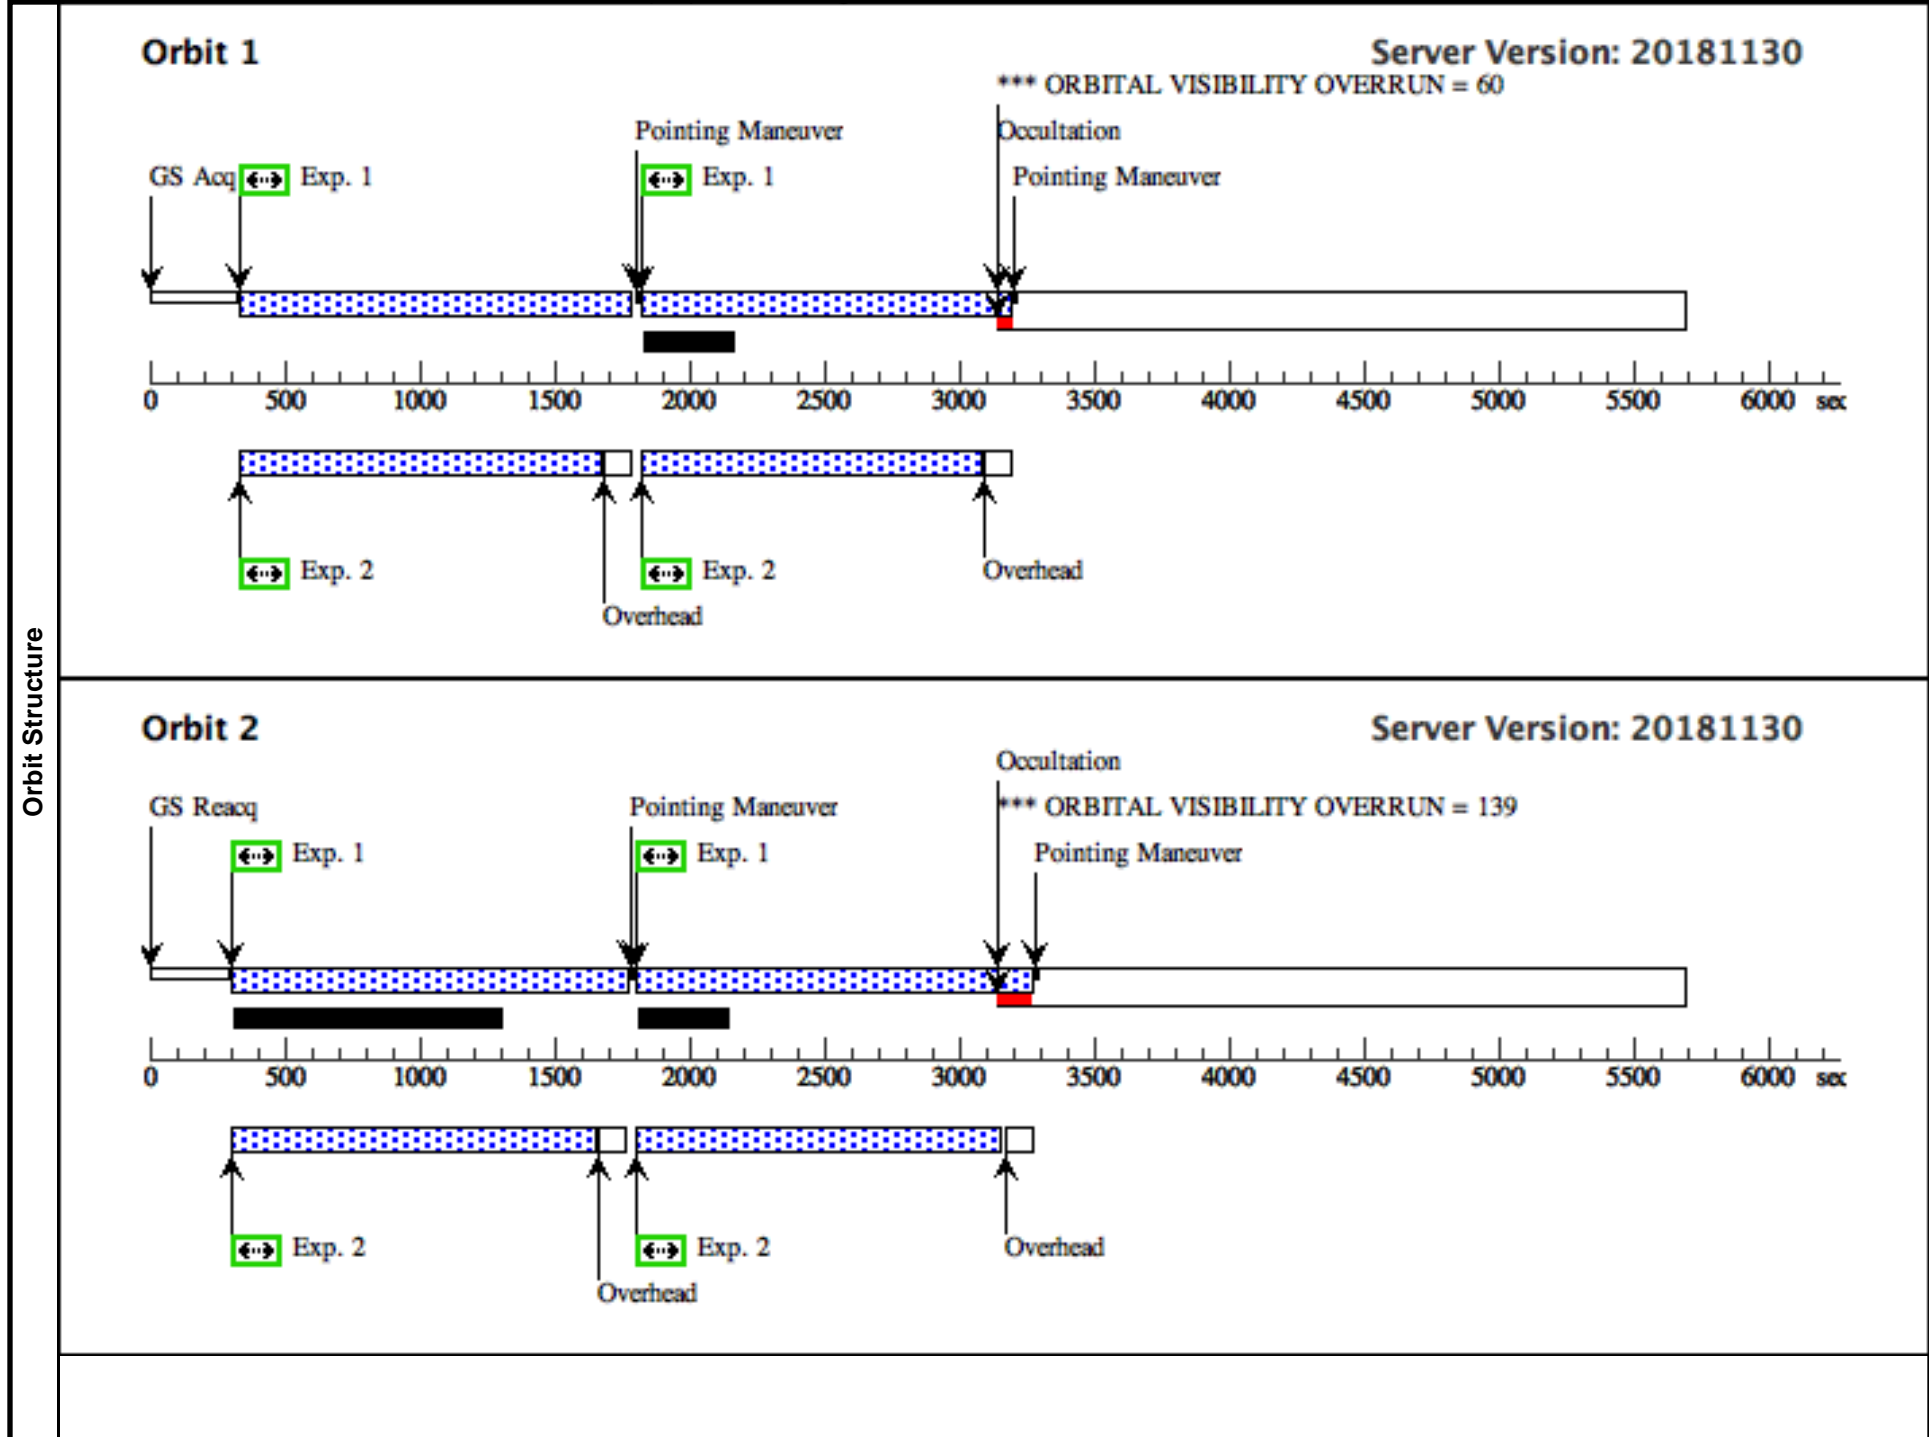 Orbit Structure
Orbit 1
Server Version: 20181130
*** ORBITAL VISIBILITY OVERRUN = 60
Pointing Maneuver
Occultation
GS Acq
Exp. 1
Exp. 1
Pointing Maneuver
0 500 1000 1500 2000 2500 3000 3500 4000 4500 5000 5500 6000 sec
Exp. 2
Exp. 2
Overhead
Overhead
Orbit 2
Server Version: 20181130
Occultation
GS Reacq
Pointing Maneuver
*** ORBITAL VISIBILITY OVERRUN = 139
Exp. 1
Exp. 1
Pointing Maneuver
0 500 1000 1500 2000 2500 3000 3500 4000 4500 5000 5500 6000 sec
Exp. 2
Exp. 2
Overhead
Overhead